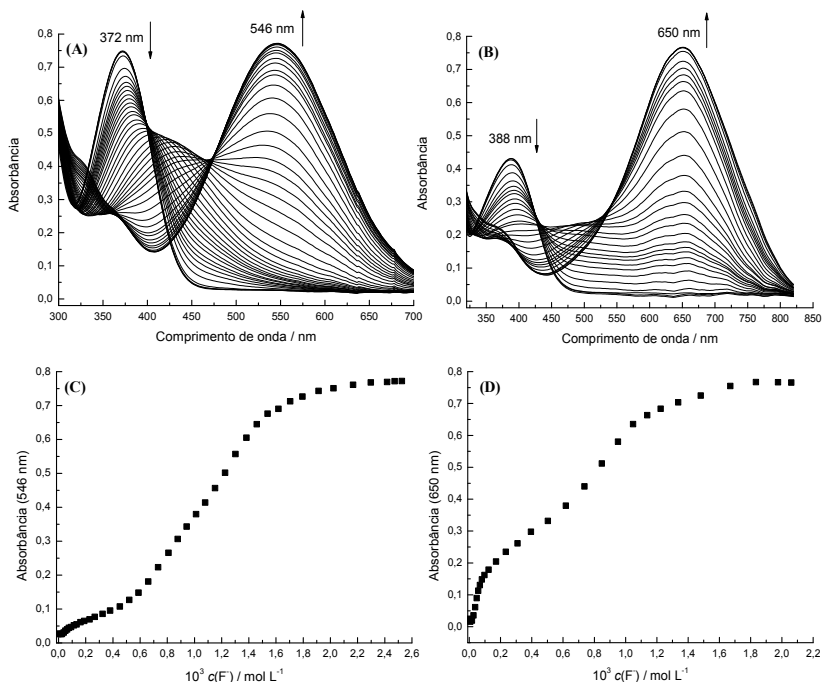 (A) 372 nm 546 nm
Absorbância
0,8
0,7
0,6
0,5
0,4
0,3
0,2
0,1
0,0
300 350 400 450 500 550 600 650 700
Comprimento de onda / nm
(B) 388 nm 650 nm
Absorbância
0,8
0,7
0,6
0,5
0,4
0,3
0,2
0,1
0,0
350 400 450 500 550 600 650 700 750 800 850
Comprimento de onda / nm
(C)
Absorbância (546 nm)
0,8
0,7
0,6
0,5
0,4
0,3
0,2
0,1
0,0
0,0 0,2 0,4 0,6 0,8 1,0 1,2 1,4 1,6 1,8 2,0 2,2 2,4 2,6
10³ c(F⁻) / mol L⁻¹
(D)
Absorbância (650 nm)
0,8
0,7
0,6
0,5
0,4
0,3
0,2
0,1
0,0
0,0 0,2 0,4 0,6 0,8 1,0 1,2 1,4 1,6 1,8 2,0 2,2
10³ c(F⁻) / mol L⁻¹